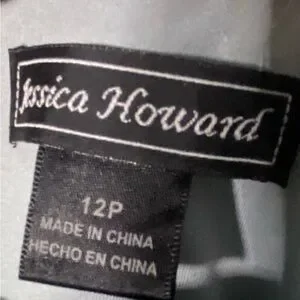 Jessica Howard
12P
MADE IN CHINA
HECHO EN CHINA